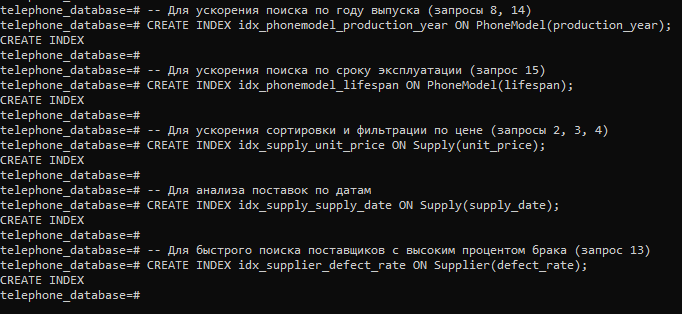 telephone_database=# -- Для ускорения поиска по году выпуска (запросы 8, 14)
telephone_database=# CREATE INDEX idx_phonemodel_production_year ON PhoneModel(production_year);
CREATE INDEX
telephone_database=#
telephone_database=# -- Для ускорения поиска по сроку эксплуатации (запрос 15)
telephone_database=# CREATE INDEX idx_phonemodel_lifespan ON PhoneModel(lifespan);
CREATE INDEX
telephone_database=#
telephone_database=# -- Для ускорения сортировки и фильтрации по цене (запросы 2, 3, 4)
telephone_database=# CREATE INDEX idx_supply_unit_price ON Supply(unit_price);
CREATE INDEX
telephone_database=#
telephone_database=# -- Для анализа поставок по датам
telephone_database=# CREATE INDEX idx_supply_supply_date ON Supply(supply_date);
CREATE INDEX
telephone_database=#
telephone_database=# -- Для быстрого поиска поставщиков с высоким процентом брака (запрос 13)
telephone_database=# CREATE INDEX idx_supplier_defect_rate ON Supplier(defect_rate);
CREATE INDEX
telephone_database=#